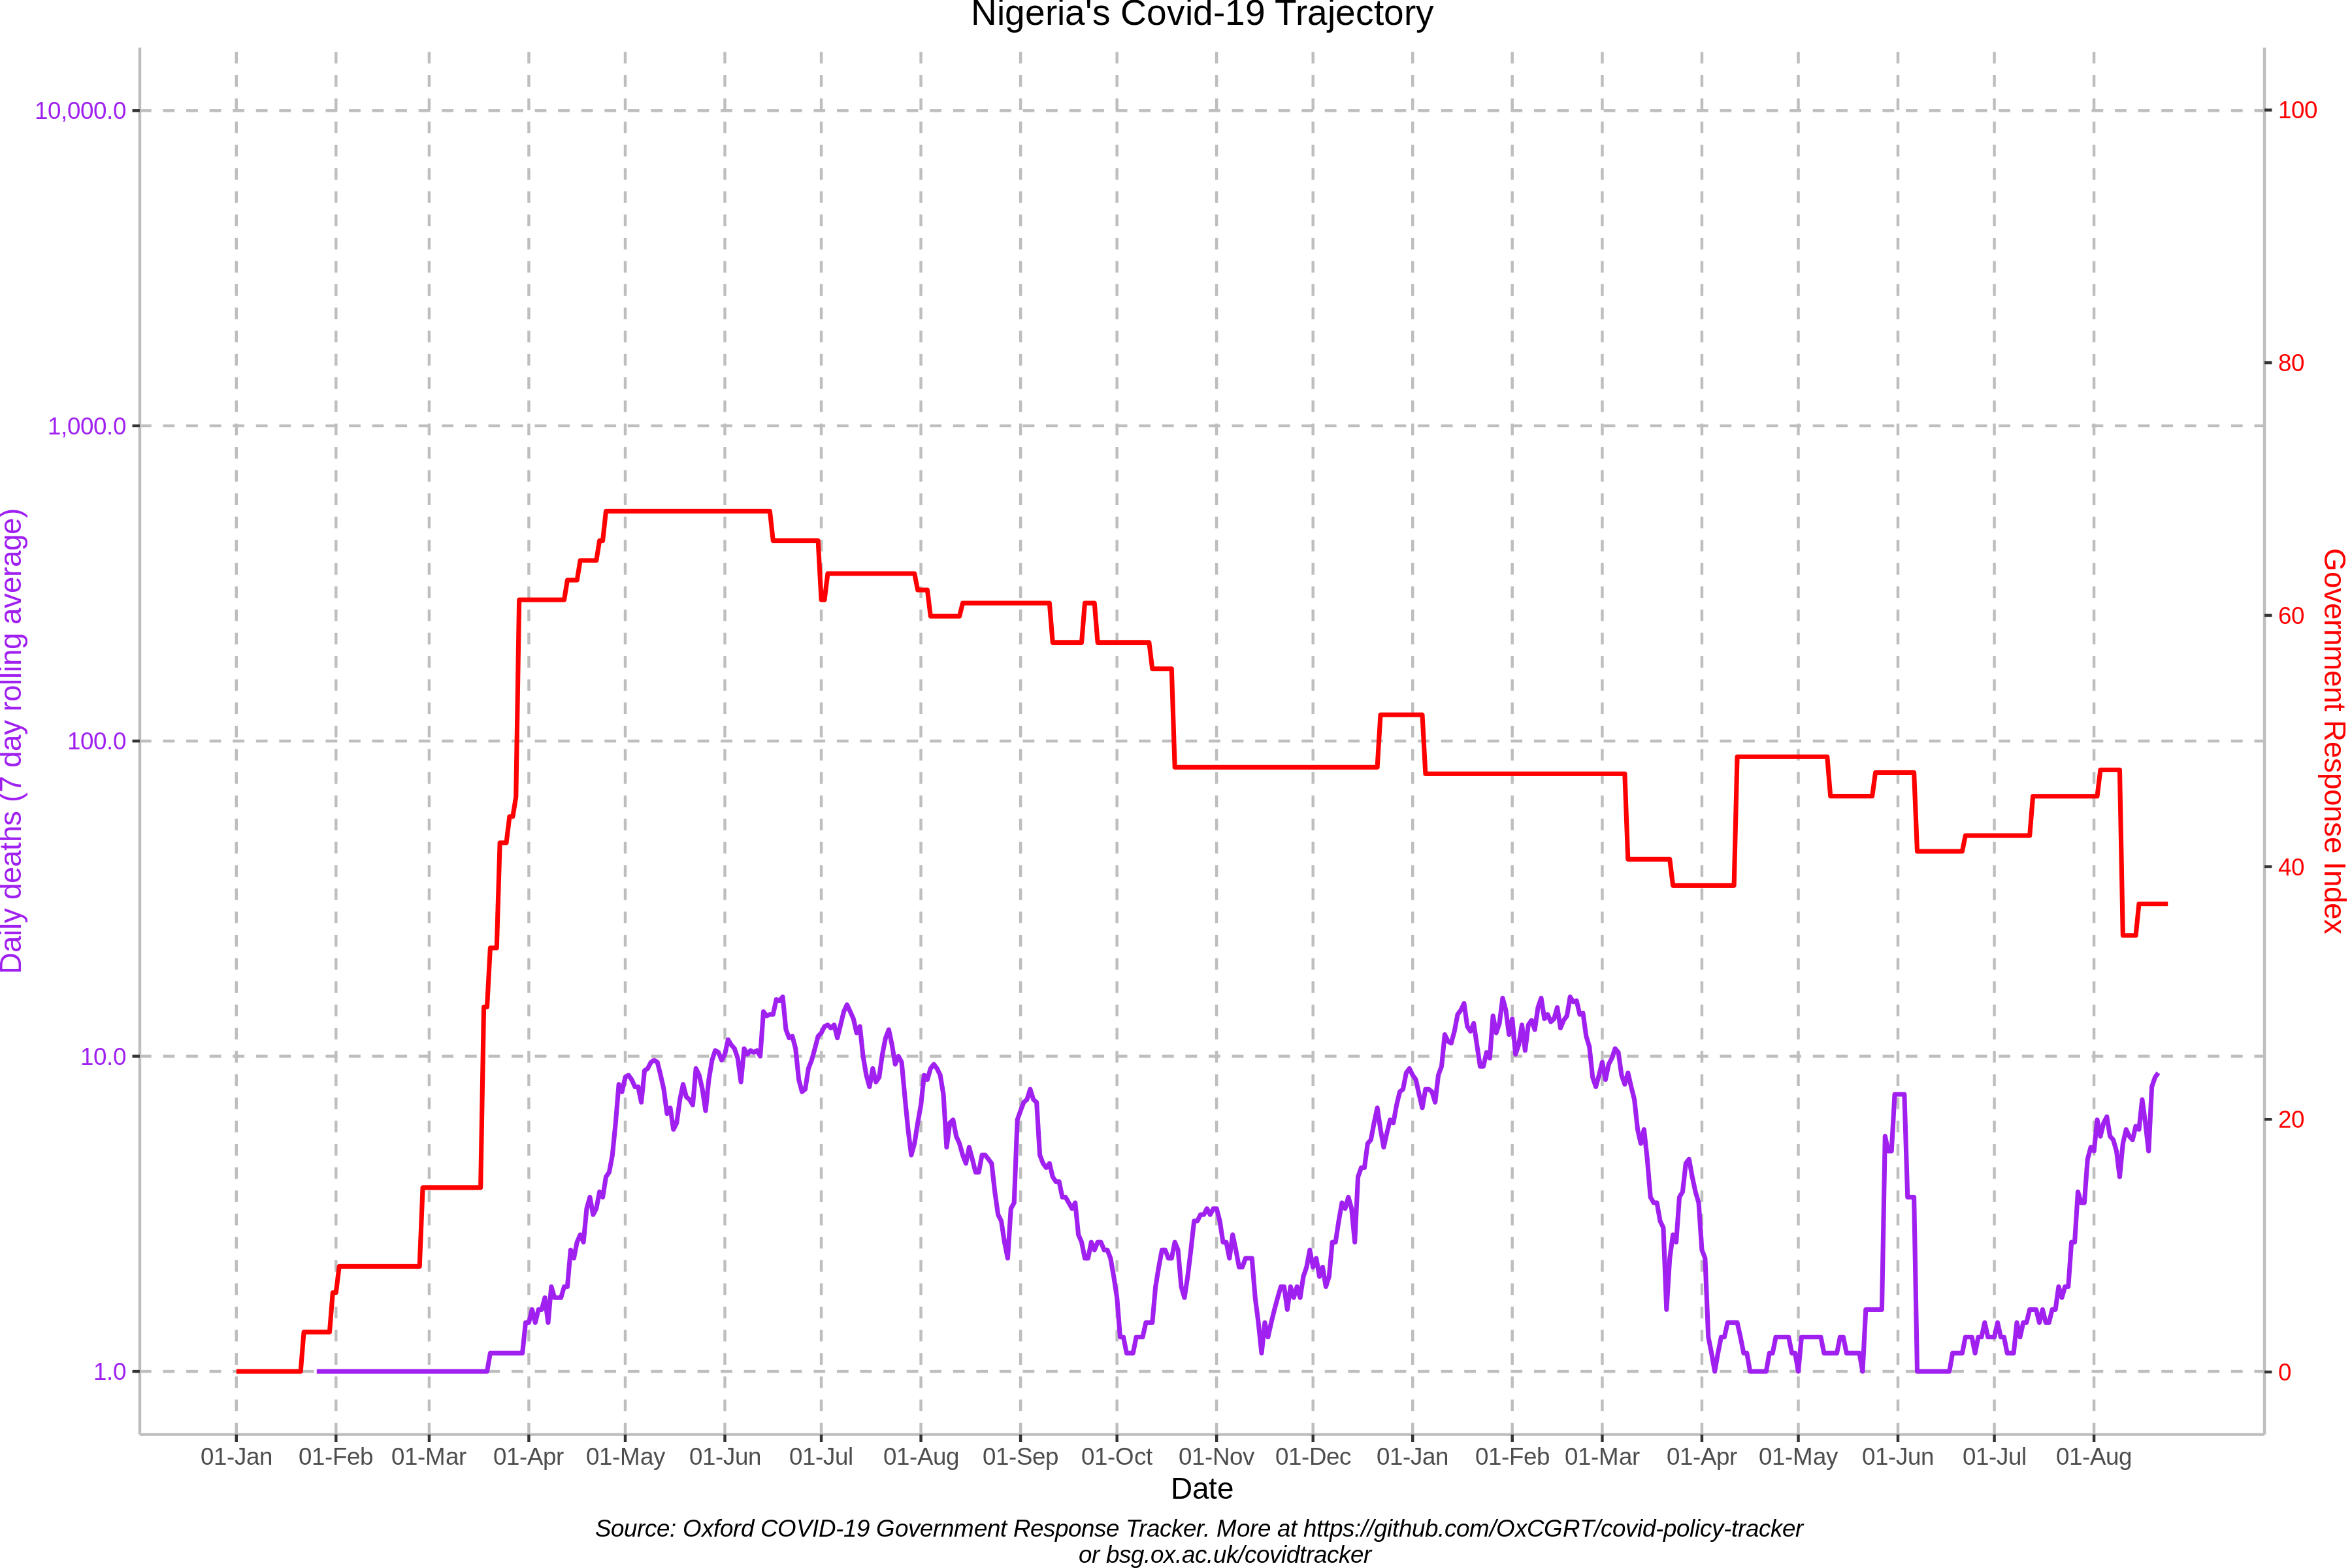 Nigeria's Covid-19 Trajectory
10,000.0
1,000.0
100.0
10.0
1.0
Daily deaths (7 day rolling average)
100
80
60
40
20
0
Government Response Index
01-Jan 01-Feb 01-Mar 01-Apr 01-May 01-Jun 01-Jul 01-Aug 01-Sep 01-Oct 01-Nov 01-Dec 01-Jan 01-Feb 01-Mar 01-Apr 01-May 01-Jun 01-Jul 01-Aug
Date
Source: Oxford COVID-19 Government Response Tracker. More at https://github.com/OxCGRT/covid-policy-tracker
or bsg.ox.ac.uk/covidtracker